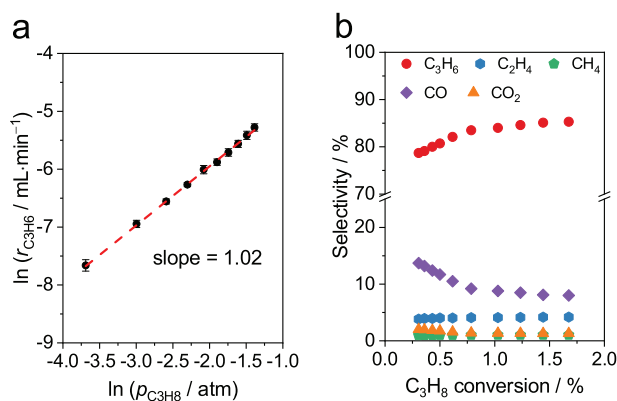 a
-4
-5
-6
-7
-8
-9
ln (r_C3H6 / mL·min⁻¹)
slope = 1.02
-4.0 -3.5 -3.0 -2.5 -2.0 -1.5 -1.0
ln (p_C3H8 / atm)
b
100
90
80
70
20
10
0
Selectivity / %
C₃H₆ C₂H₄ CH₄
CO CO₂
0.0 0.5 1.0 1.5 2.0
C₃H₈ conversion / %